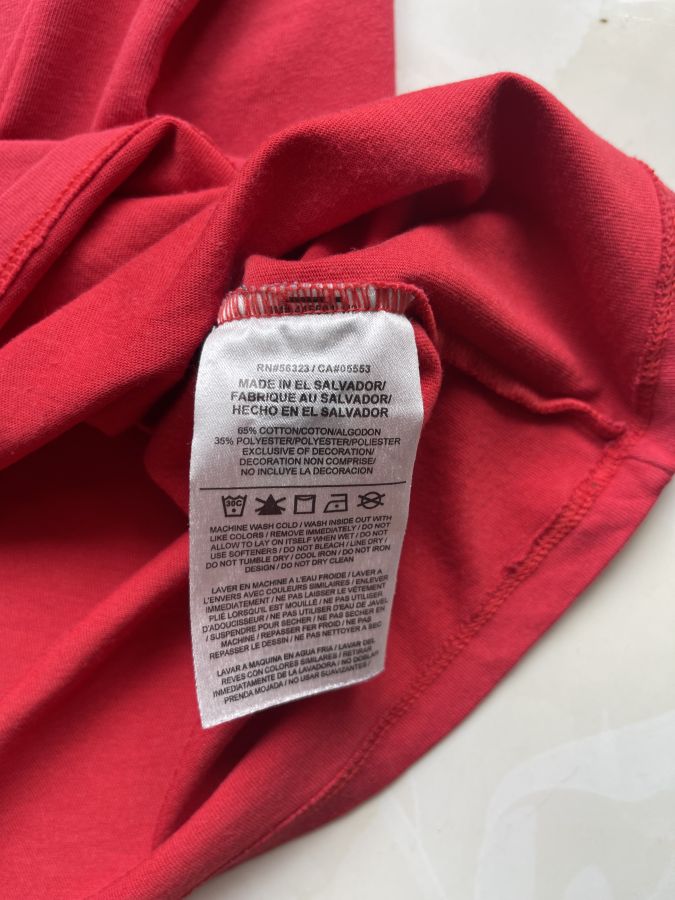 RN#56323 / CA#05553
MADE IN EL SALVADOR/
FABRIQUE AU SALVADOR/
HECHO EN EL SALVADOR
65% COTTON/COTON/ALGODON
35% POLYESTER/POLYESTER/POLIESTER
EXCLUSIVE OF DECORATION/
DECORATION NON COMPRISE/
NO INCLUYE LA DECORACION
30C
MACHINE WASH COLD / WASH INSIDE OUT WITH
LIKE COLORS / REMOVE IMMEDIATELY / DO NOT
ALLOW TO LAY ON ITSELF WHEN WET / DO NOT
USE SOFTENERS / DO NOT BLEACH / LINE DRY /
DO NOT TUMBLE DRY / COOL IRON / DO NOT IRON
DESIGN / DO NOT DRY CLEAN
LAVER EN MACHINE A L'EAU FROIDE / LAVER A
L'ENVERS AVEC COULEURS SIMILAIRES / ENLEVER
IMMEDIATEMENT / NE PAS LAISSER LE VÊTEMENT
PLIÉ LORSQU'IL EST MOUILLÉ / NE PAS UTILISER
D'ADOUCISSEUR / NE PAS UTILISER D'EAU DE JAVEL
/ SUSPENDRE POUR SECHER / NE PAS SECHER EN
MACHINE / REPASSER FER FROID / NE PAS
REPASSER LE DESSIN / NE PAS NETTOYER A SEC
LAVAR A MAQUINA EN AGUA FRIA / LAVAR DEL
REVES CON COLORES SIMILARES / RETIRAR
INMEDIATAMENTE DE LA LAVADORA / NO DOBLAR
PRENDA MOJADA / NO USAR SUAVIZANTES /